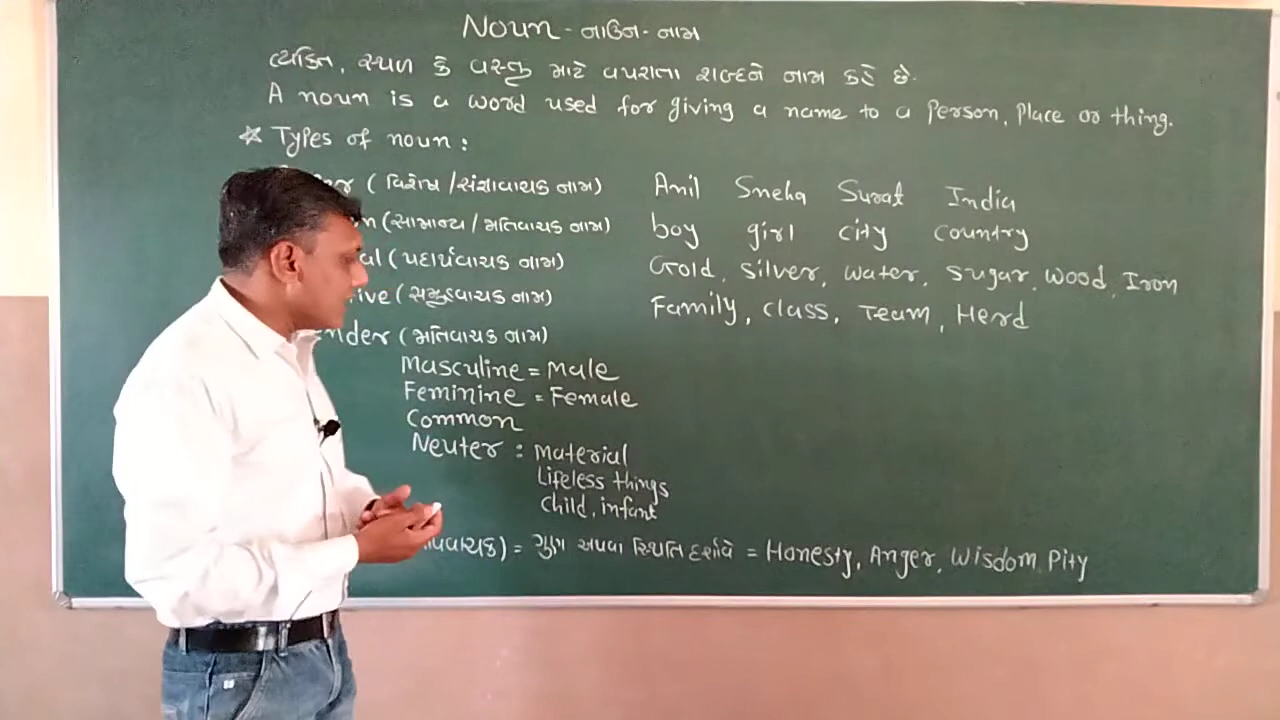 Noun - નાઉન - નામ
વ્યક્તિ, સ્થળ કે વસ્તુ માટે વપરાતા શબ્દને નામ કહે છે.
A noun is a word used for giving a name to a Person, Place or thing.
* Types of noun :
(વિશેષ / સંજ્ઞાવાચક નામ) Anil Sneha Surat India
(સામાન્ય / જાતિવાચક નામ) boy girl city country
(પદાર્થવાચક નામ) Gold, silver, water, sugar, wood, Iron
(સમુહવાચક નામ) Family, class, Team, Herd
(જાતિવાચક નામ)
Masculine = Male
Feminine = Female
Common
Neuter : Material
Lifeless things
child, infant
= ગુણ અથવા સ્થિતિ દર્શાવે = Honesty, Anger, Wisdom, Pity